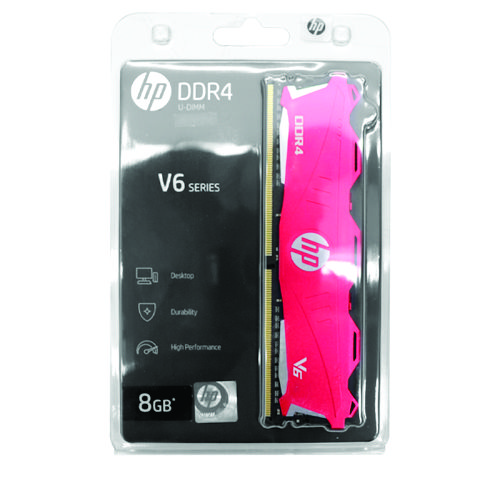 hp
hp DDR4
U-DIMM
V6 SERIES
Desktop
Durability
High Performance
8GB*
hp
DDR4
hp
V6